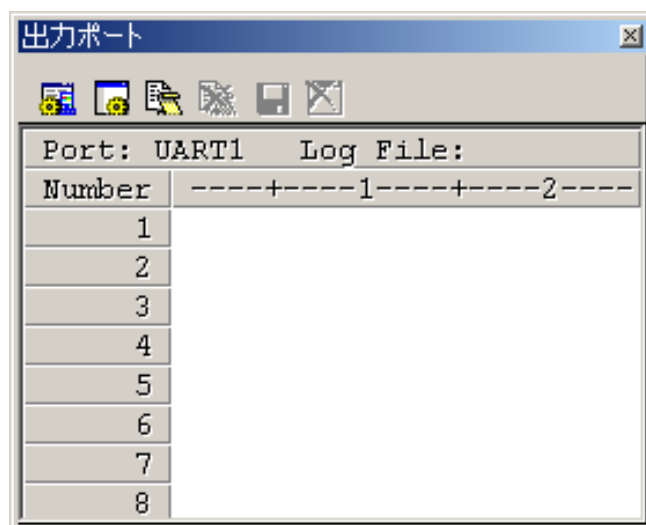 出力ポート
Port: UART1 Log File:
Number ----+----1----+----2----
1
2
3
4
5
6
7
8